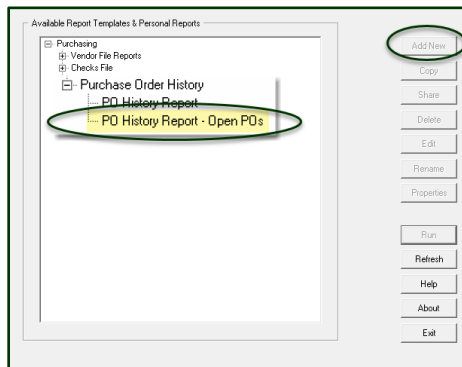 Available Report Templates & Personal Reports
Purchasing
Vendor File Reports
Checks File
Purchase Order History
PO History Report
PO History Report - Open POs
Add New
Copy
Share
Delete
Edit
Rename
Properties
Run
Refresh
Help
About
Exit